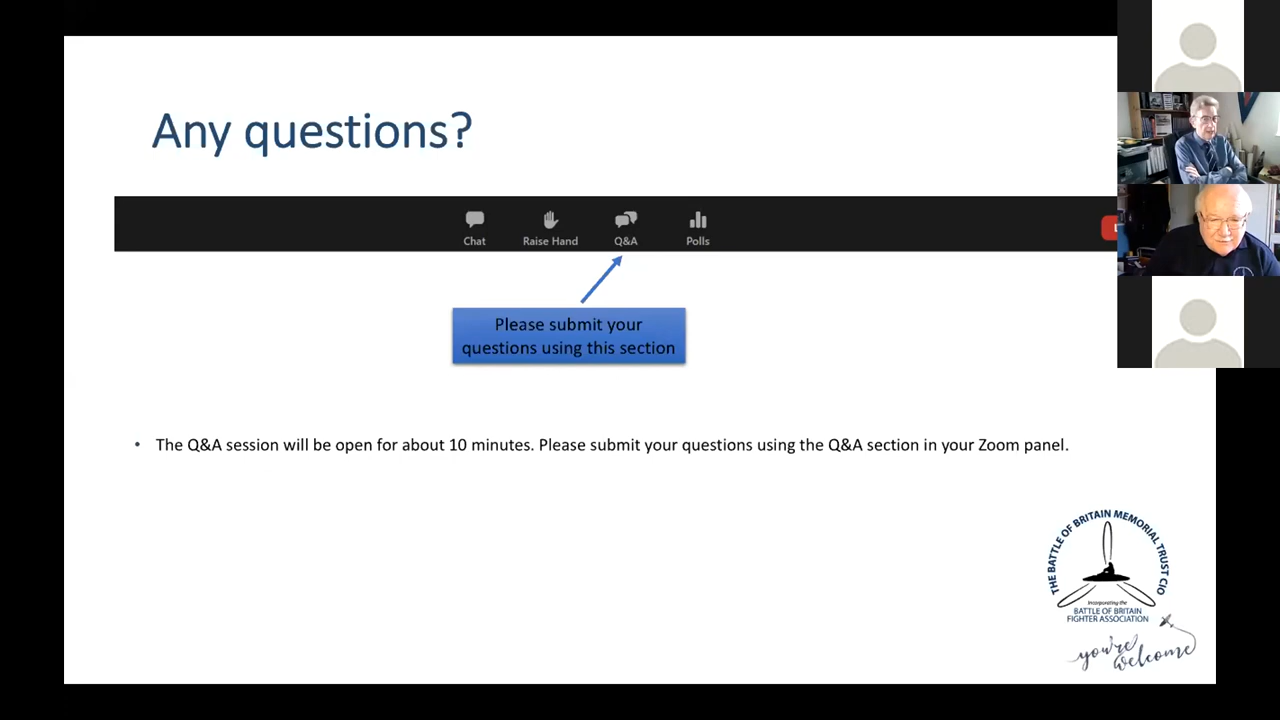 Any questions?
Chat
Raise Hand
Q&A
Polls
Please submit your
questions using this section
• The Q&A session will be open for about 10 minutes. Please submit your questions using the Q&A section in your Zoom panel.
THE BATTLE OF BRITAIN MEMORIAL TRUST CIO
incorporating the
BATTLE OF BRITAIN
FIGHTER ASSOCIATION
you're
welcome